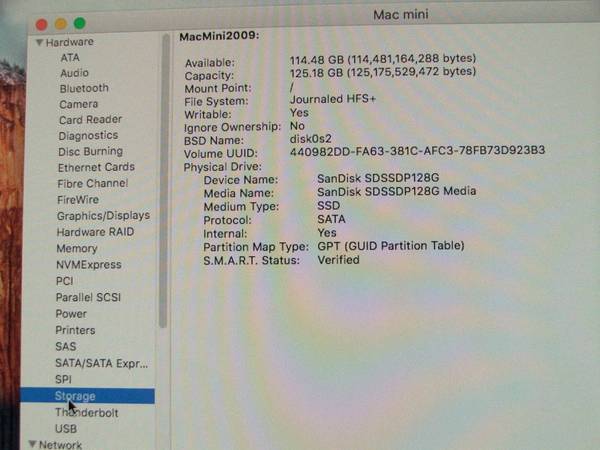 Mac mini
Hardware
ATA
Audio
Bluetooth
Camera
Card Reader
Diagnostics
Disc Burning
Ethernet Cards
Fibre Channel
FireWire
Graphics/Displays
Hardware RAID
Memory
NVMExpress
PCI
Parallel SCSI
Power
Printers
SAS
SATA/SATA Expr...
SPI
Storage
Thunderbolt
USB
Network
MacMini2009:
Available: 114.48 GB (114,481,164,288 bytes)
Capacity: 125.18 GB (125,175,529,472 bytes)
Mount Point: /
File System: Journaled HFS+
Writable: Yes
Ignore Ownership: No
BSD Name: disk0s2
Volume UUID: 440982DD-FA63-381C-AFC3-78FB73D923B3
Physical Drive:
Device Name: SanDisk SDSSDP128G
Media Name: SanDisk SDSSDP128G Media
Medium Type: SSD
Protocol: SATA
Internal: Yes
Partition Map Type: GPT (GUID Partition Table)
S.M.A.R.T. Status: Verified